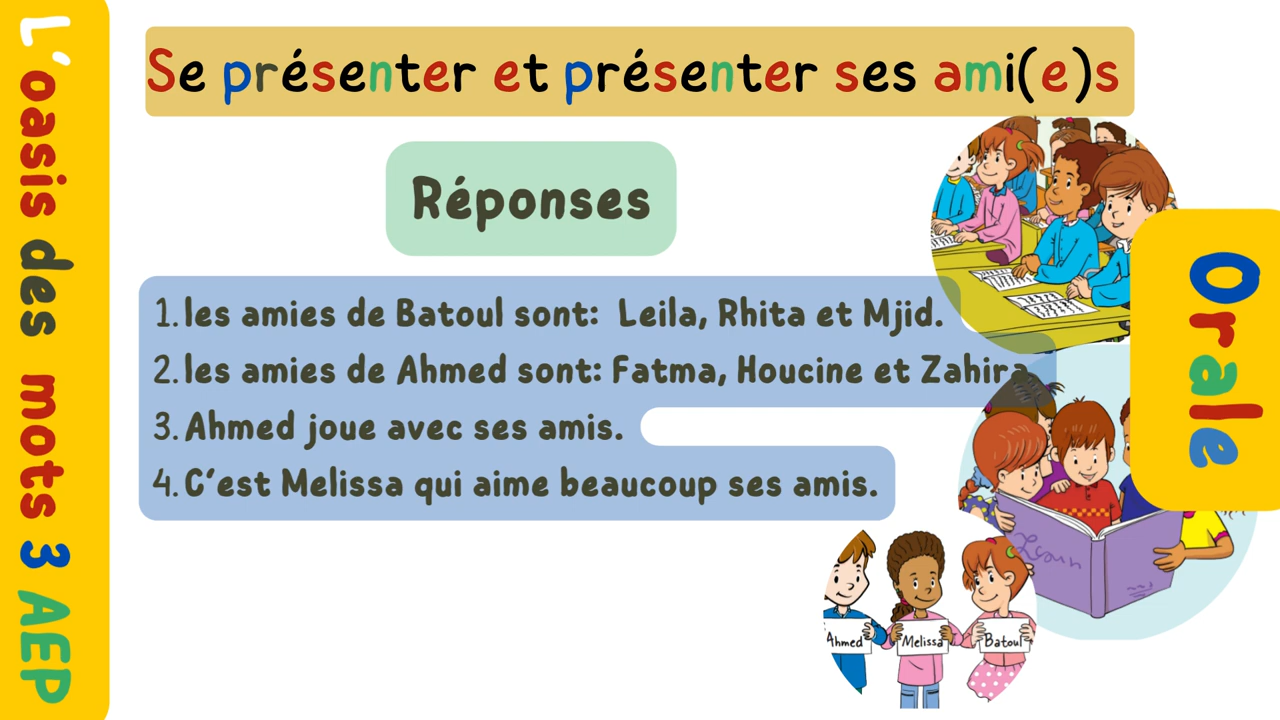 L'oasis des mots 3 AEP
Se présenter et présenter ses ami(e)s
Réponses
Orale
1. les amies de Batoul sont: Leila, Rhita et Mjid.
2. les amies de Ahmed sont: Fatma, Houcine et Zahira.
3. Ahmed joue avec ses amis.
4. C'est Melissa qui aime beaucoup ses amis.
Learn
Ahmed
Melissa
Batoul